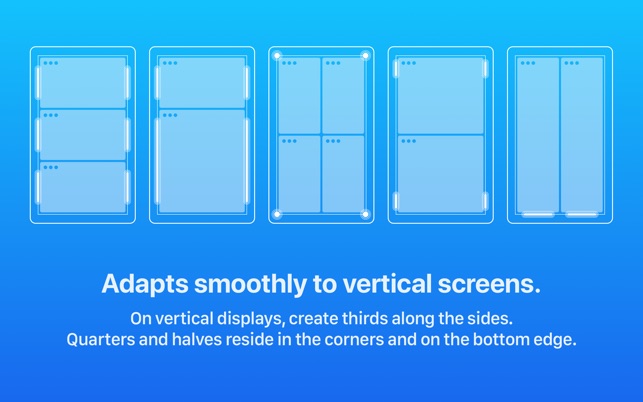 Adapts smoothly to vertical screens.
On vertical displays, create thirds along the sides.
Quarters and halves reside in the corners and on the bottom edge.